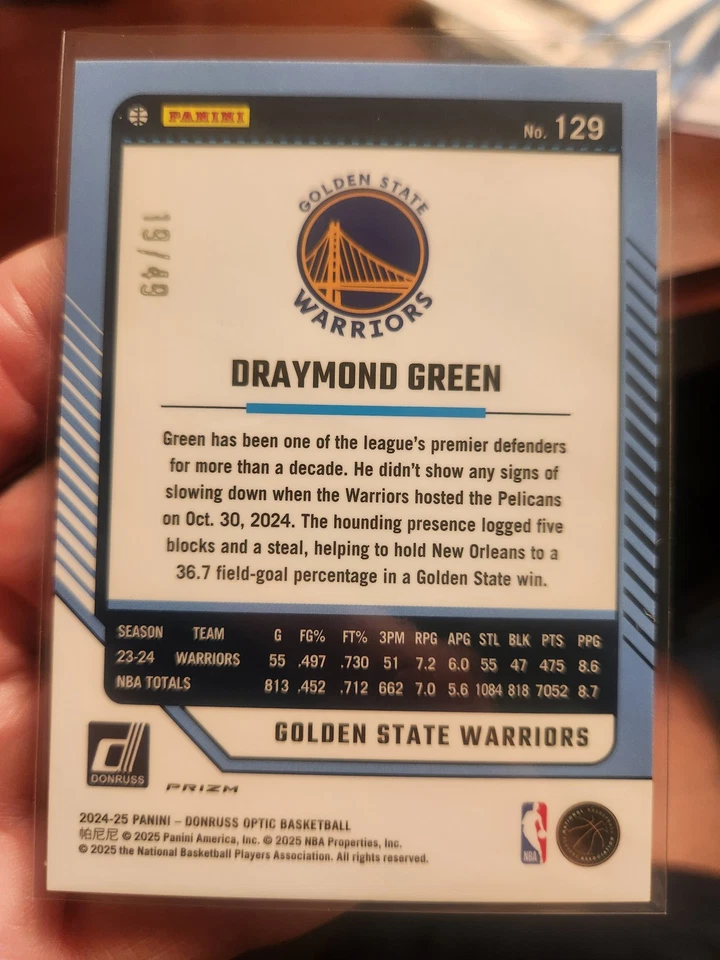 PANINI
No. 129
19/49
GOLDEN STATE
WARRIORS
DRAYMOND GREEN
Green has been one of the league's premier defenders
for more than a decade. He didn't show any signs of
slowing down when the Warriors hosted the Pelicans
on Oct. 30, 2024. The hounding presence logged five
blocks and a steal, helping to hold New Orleans to a
36.7 field-goal percentage in a Golden State win.
SEASON TEAM G FG% FT% 3PM RPG APG STL BLK PTS PPG
23-24 WARRIORS 55 .497 .730 51 7.2 6.0 55 47 475 8.6
NBA TOTALS 813 .452 .712 662 7.0 5.6 1084 818 7052 8.7
GOLDEN STATE WARRIORS
DONRUSS
PRIZM
2024-25 PANINI – DONRUSS OPTIC BASKETBALL
帕尼尼 © 2025 Panini America, Inc. © 2025 NBA Properties, Inc.
© 2025 the National Basketball Players Association. All rights reserved.
NBA